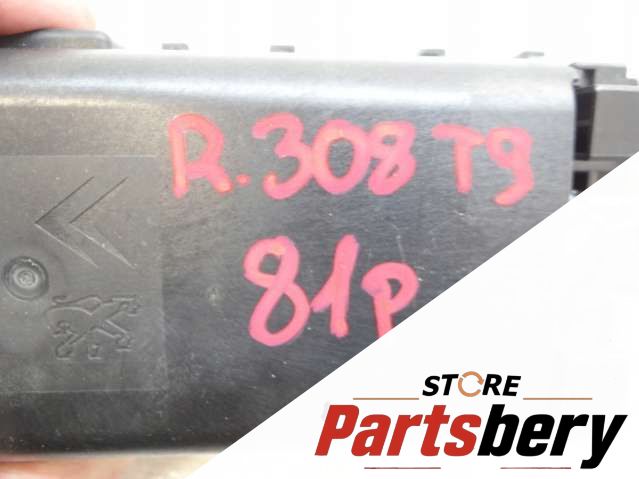 R.308 T9
81P
STORE
Partsbery